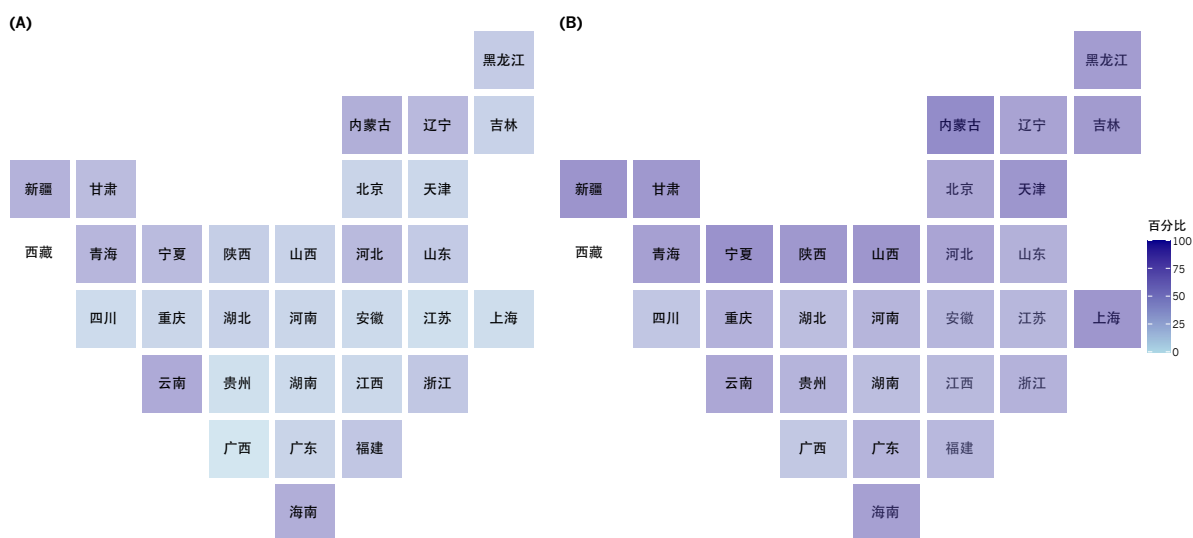 (A)
黑龙江
内蒙古 辽宁 吉林
新疆 甘肃 北京 天津
西藏 青海 宁夏 陕西 山西 河北 山东
四川 重庆 湖北 河南 安徽 江苏 上海
云南 贵州 湖南 江西 浙江
广西 广东 福建
海南
(B)
黑龙江
内蒙古 辽宁 吉林
新疆 甘肃 北京 天津
西藏 青海 宁夏 陕西 山西 河北 山东
四川 重庆 湖北 河南 安徽 江苏 上海
云南 贵州 湖南 江西 浙江
广西 广东 福建
海南
百分比
100
75
50
25
0